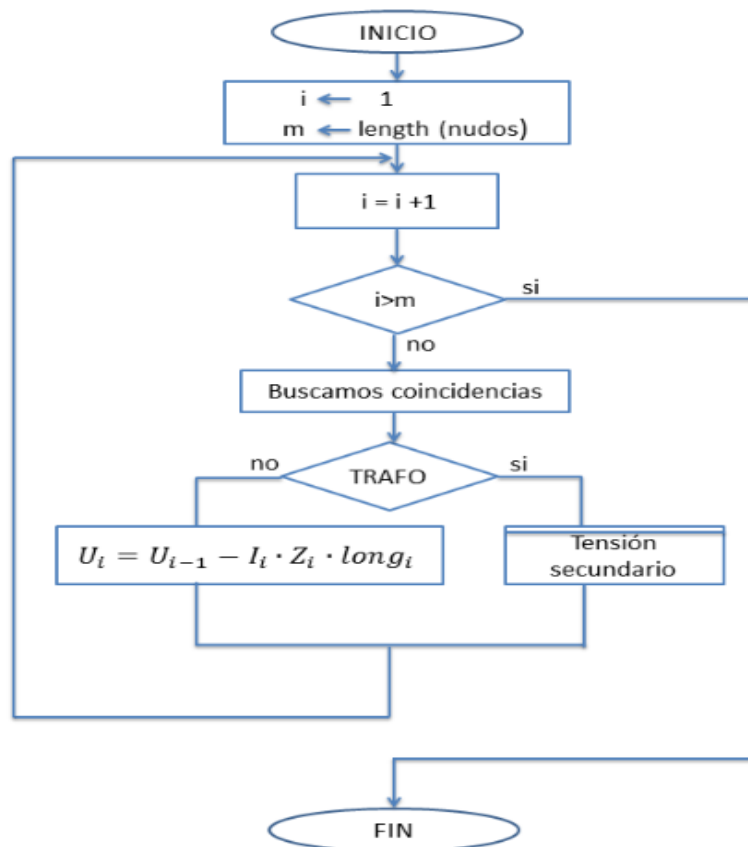 INICIO
i ← 1
m ← length (nudos)
i = i +1
i>m
si
no
Buscamos coincidencias
no
TRAFO
si
U_i = U_{i-1} − I_i · Z_i · long_i
Tensión
secundario
FIN